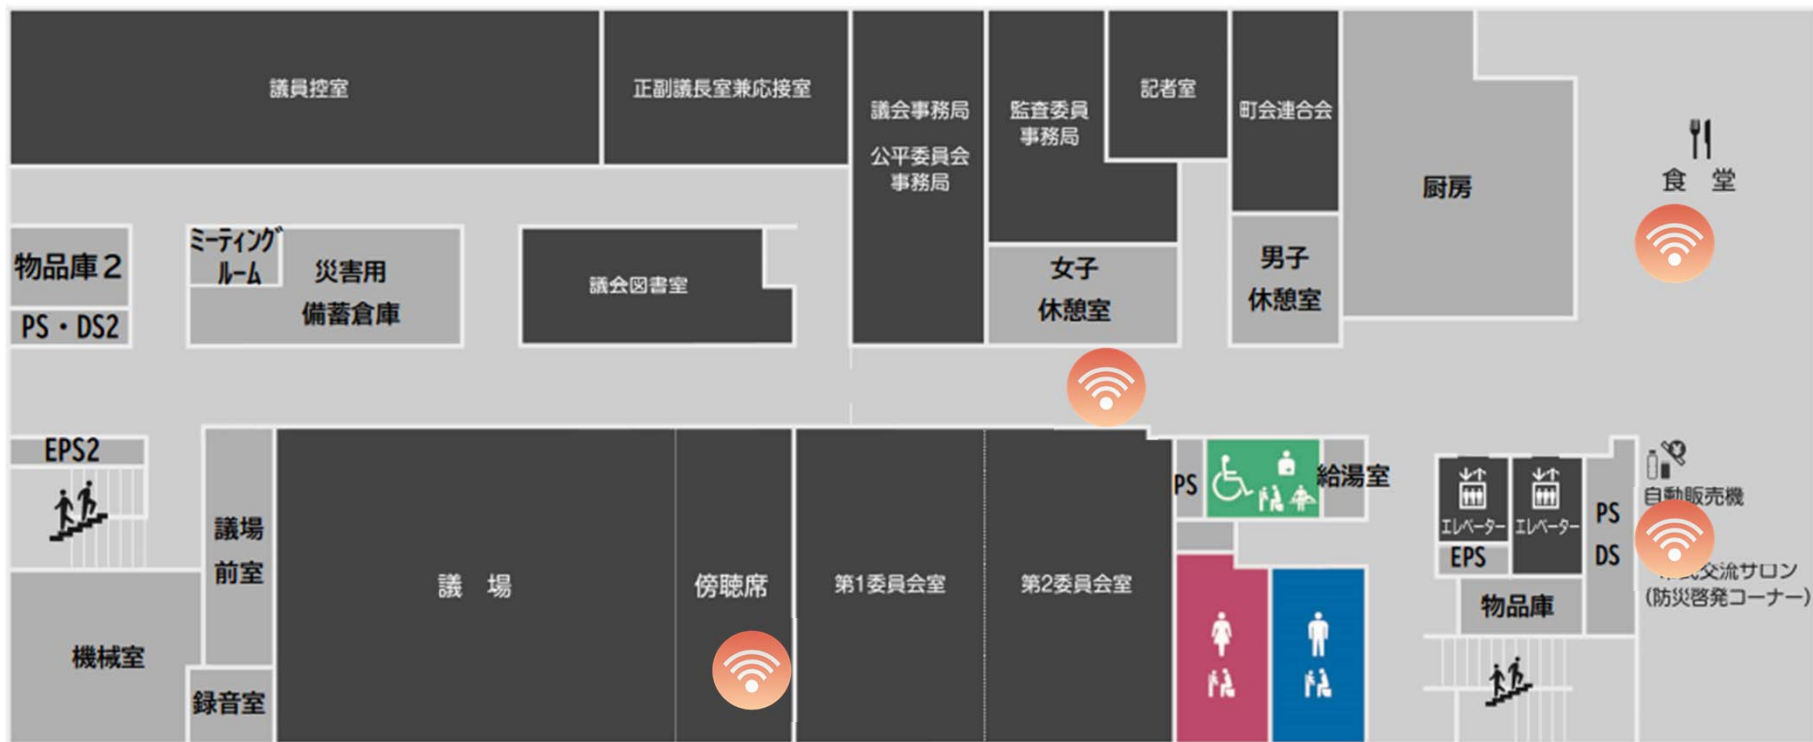 議員控室
正副議長室兼応接室
議会事務局
公平委員会
事務局
監査委員
事務局
記者室
町会連合会
厨房
食 堂
物品庫2
PS・DS2
ミーティング
ルーム
災害用
備蓄倉庫
議会図書室
女子
休憩室
男子
休憩室
EPS2
議場
前室
機械室
録音室
議 場
傍聴席
第1委員会室
第2委員会室
PS
給湯室
エレベーター
エレベーター
EPS
物品庫
PS
DS
自動販売機
交流サロン
(防災啓発コーナー)